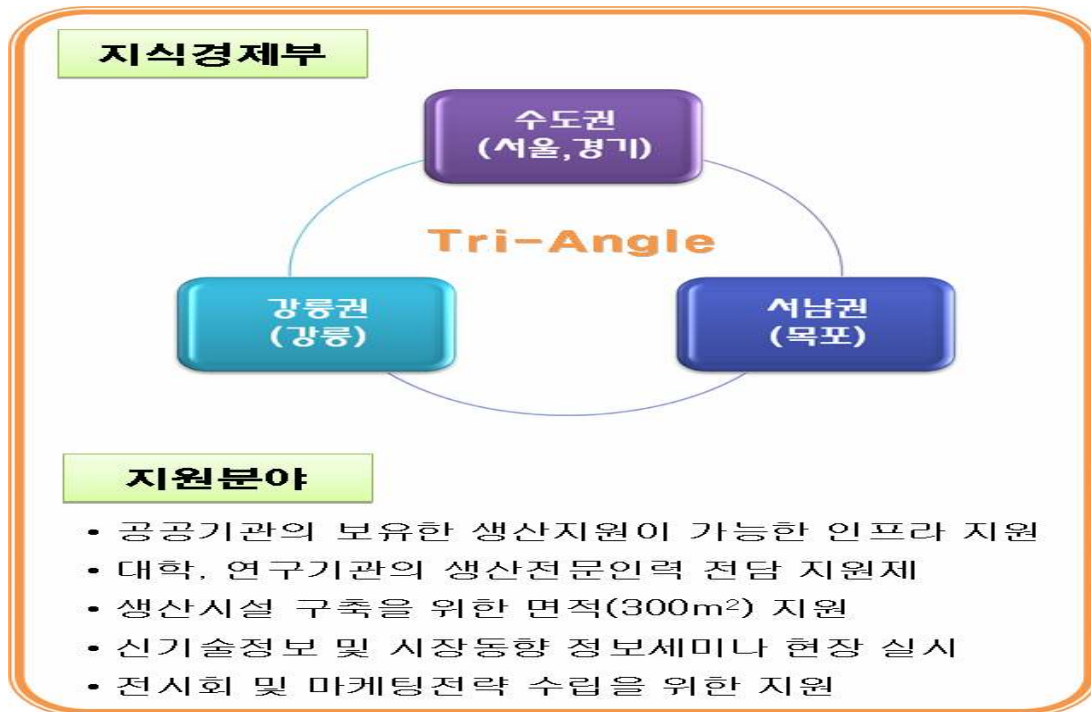 지식경제부
수도권
(서울,경기)
Tri-Angle
강릉권
(강릉)
서남권
(목포)
지원분야
• 공공기관의 보유한 생산지원이 가능한 인프라 지원
• 대학, 연구기관의 생산전문인력 전담 지원제
• 생산시설 구축을 위한 면적(300m²) 지원
• 신기술정보 및 시장동향 정보세미나 현장 실시
• 전시회 및 마케팅전략 수립을 위한 지원